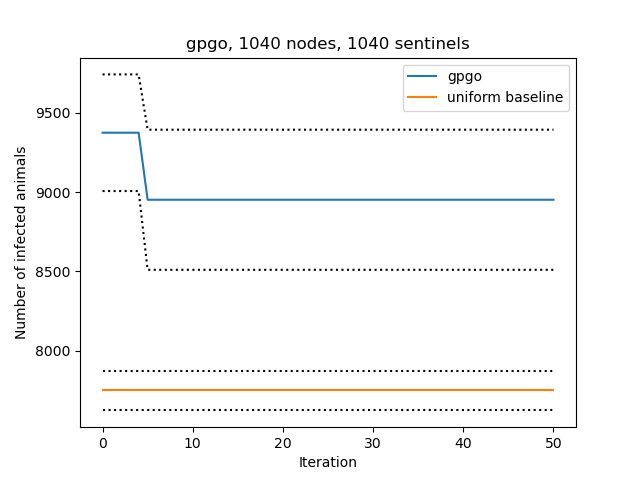 gpgo, 1040 nodes, 1040 sentinels
gpgo
uniform baseline
Number of infected animals
9500
9000
8500
8000
0 10 20 30 40 50
Iteration